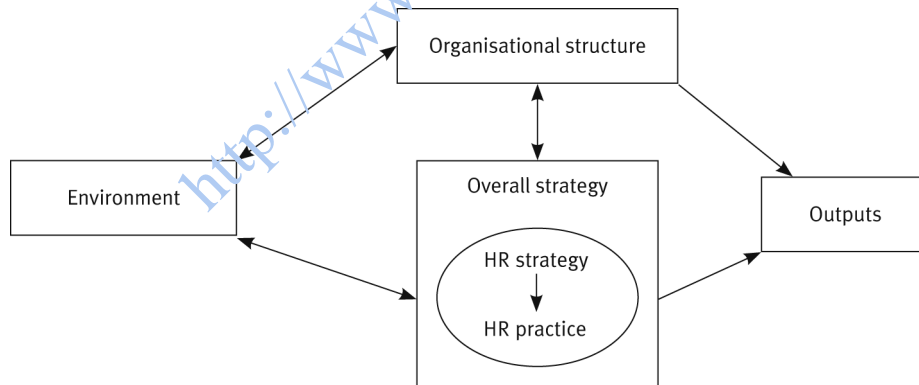 Organisational structure
http://www
Environment
Overall strategy
Outputs
HR strategy
HR practice